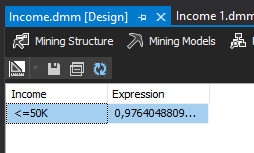 Income.dmm [Design] Income 1.dmm
Mining Structure Mining Models
Income Expression
<=50K 0,9764048809...